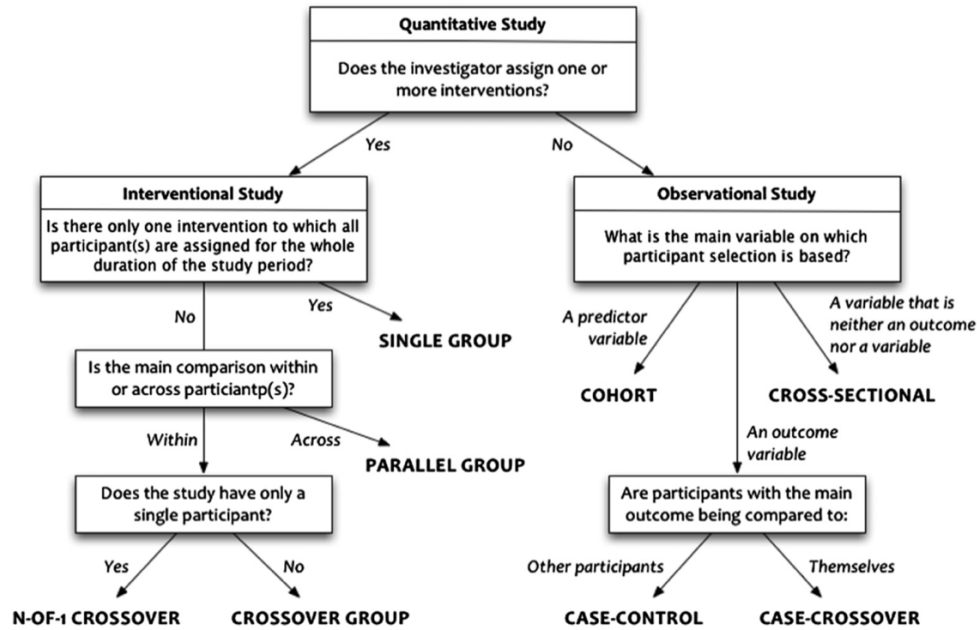 Quantitative Study
Does the investigator assign one or
more interventions?
Yes
No
Interventional Study
Is there only one intervention to which all
participant(s) are assigned for the whole
duration of the study period?
Observational Study
What is the main variable on which
participant selection is based?
No
Yes
SINGLE GROUP
A predictor
variable
COHORT
A variable that is
neither an outcome
nor a variable
CROSS-SECTIONAL
Is the main comparison within
or across particiantp(s)?
Within
Across
PARALLEL GROUP
An outcome
variable
Does the study have only a
single participant?
Are participants with the main
outcome being compared to:
Yes
No
N-OF-1 CROSSOVER
CROSSOVER GROUP
Other participants
Themselves
CASE-CONTROL
CASE-CROSSOVER